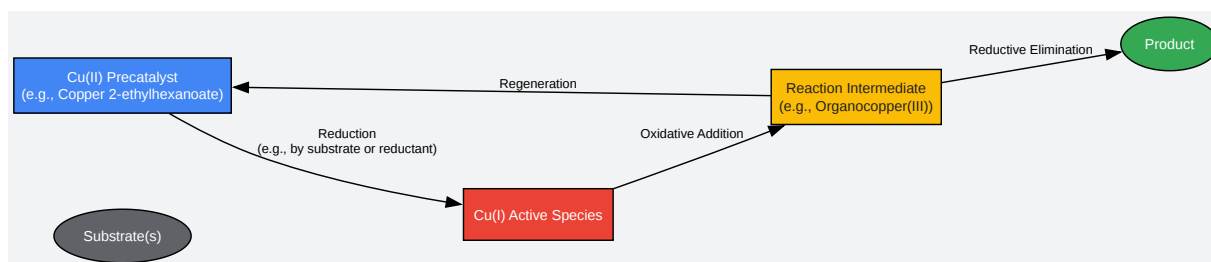 Cu(II) Precatalyst
(e.g., Copper 2-ethylhexanoate)
Regeneration
Reaction Intermediate
(e.g., Organocopper(III))
Reductive Elimination
Product
Reduction
(e.g., by substrate or reductant)
Oxidative Addition
Cu(I) Active Species
Substrate(s)